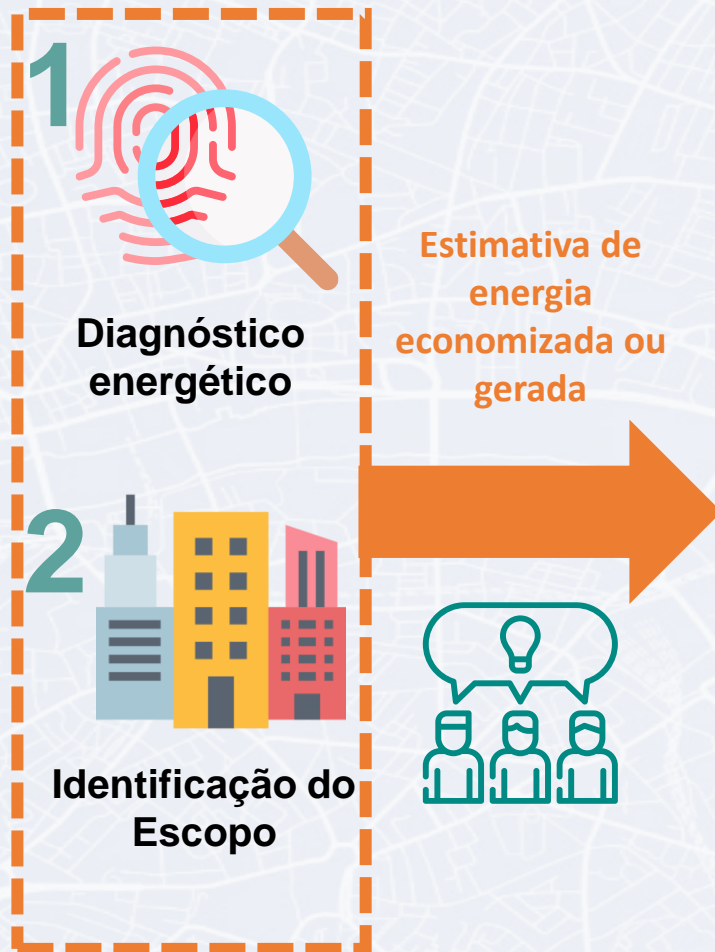 1
Diagnóstico
energético
2
Identificação do
Escopo
Estimativa de
energia
economizada ou
gerada